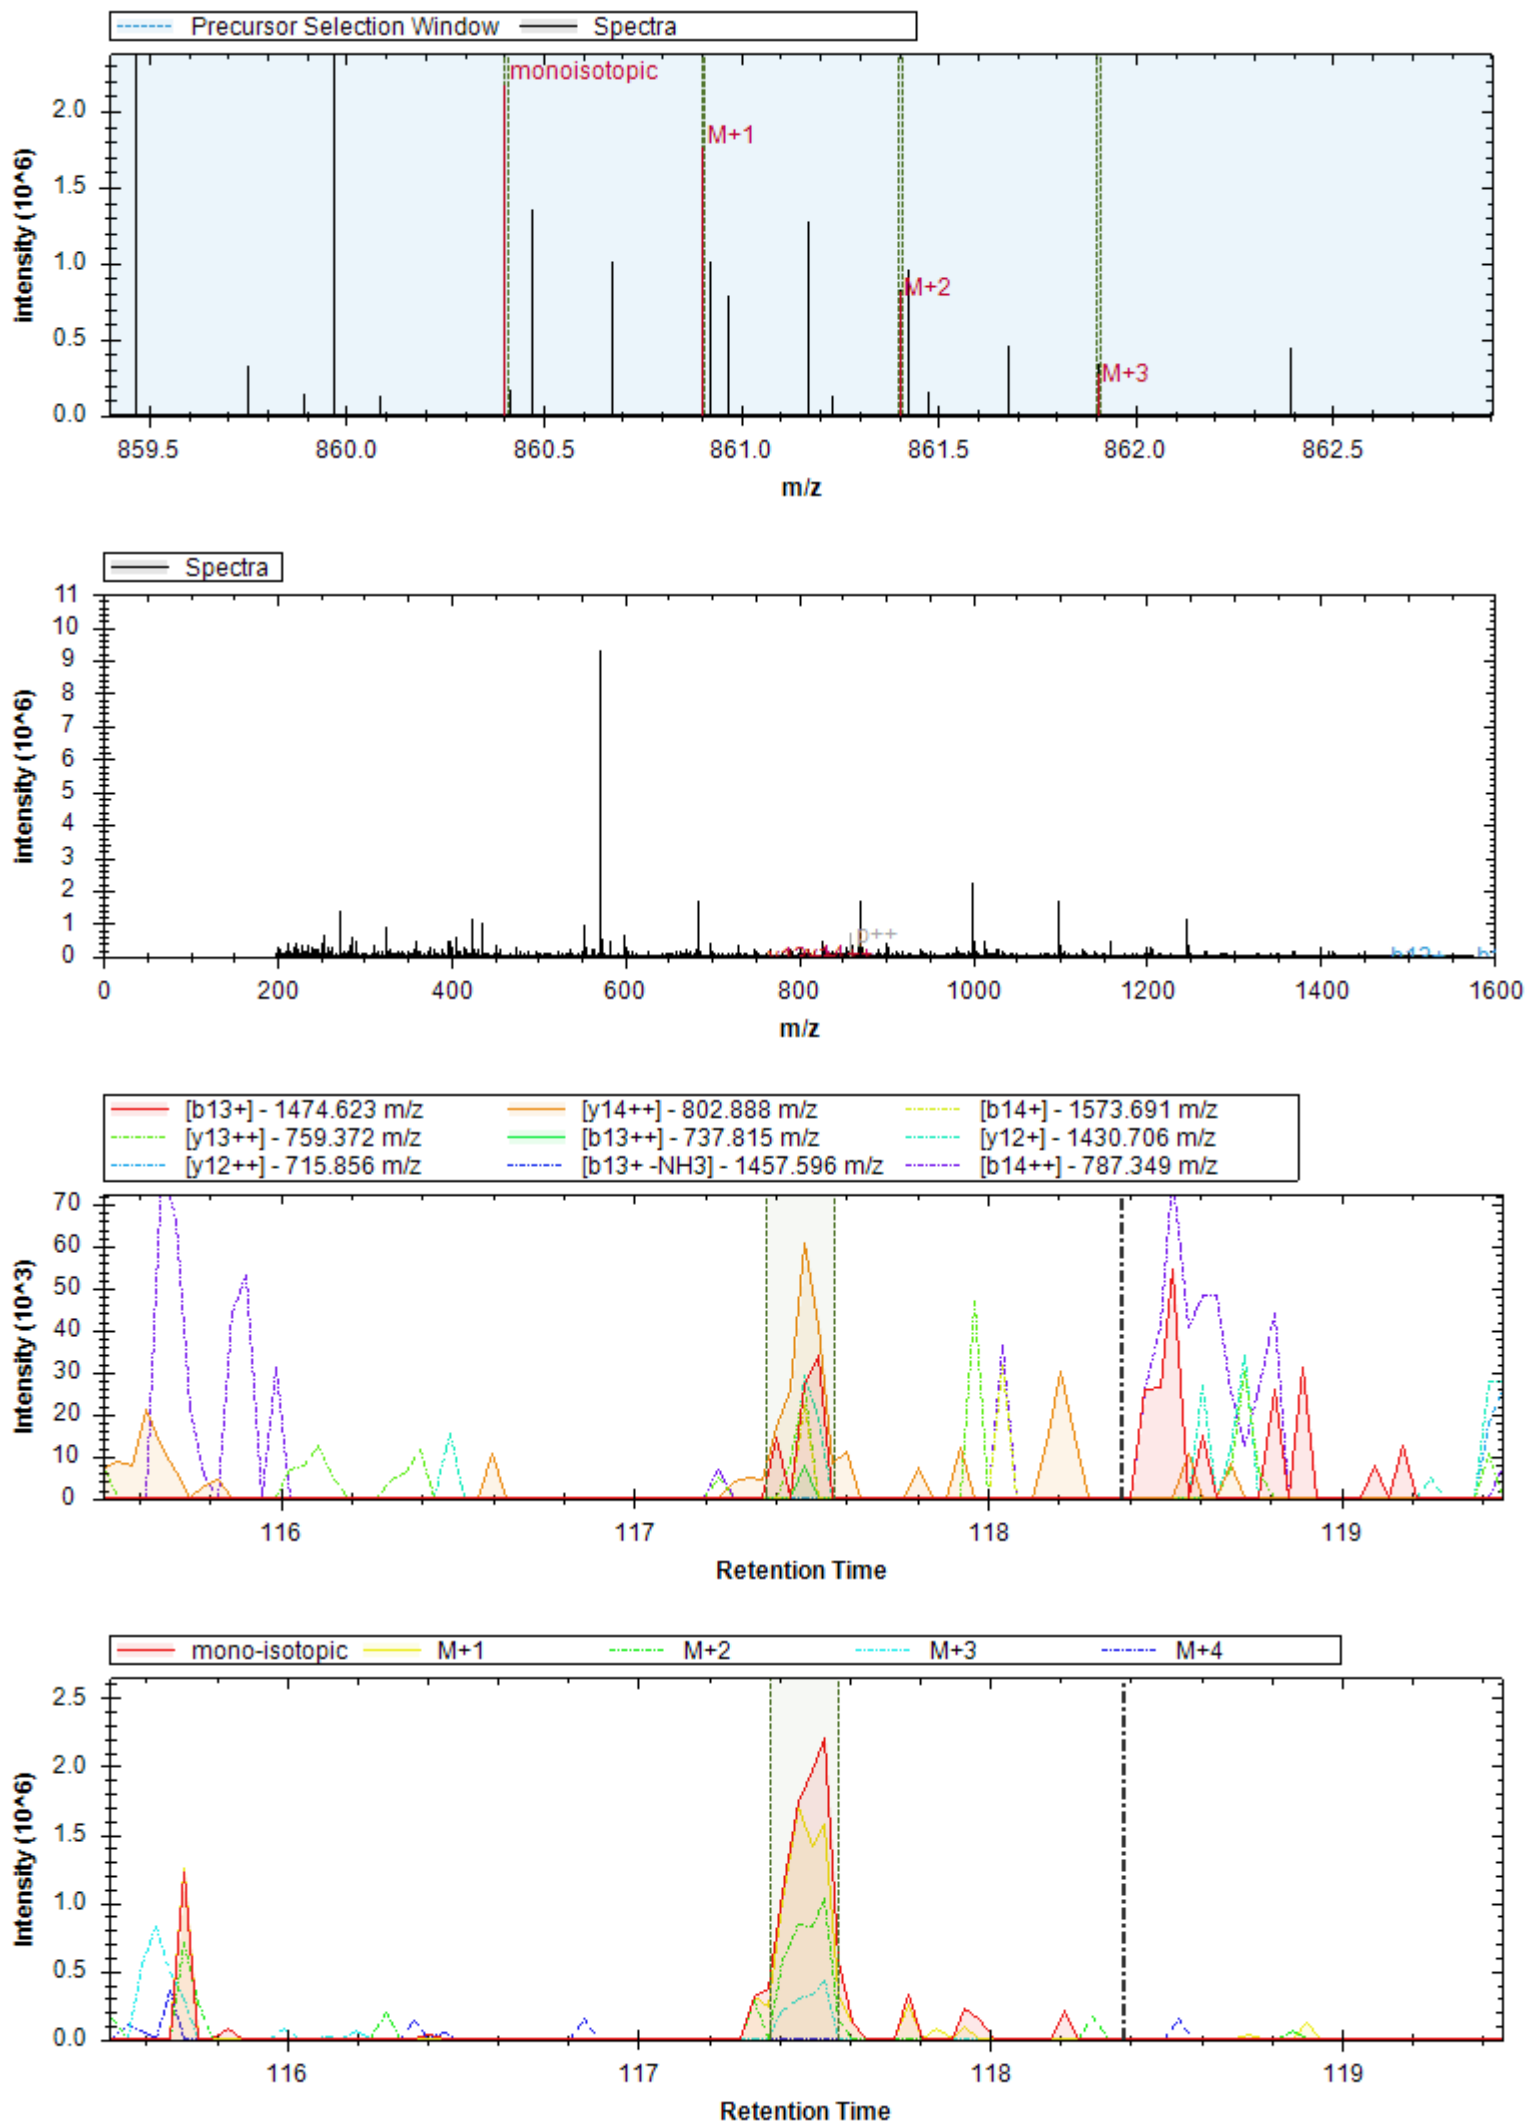 Precursor Selection Window Spectra
monoisotopic
M+1
M+2
M+3
2.0
1.5
1.0
0.5
0.0
intensity (10^6)
859.5 860.0 860.5 861.0 861.5 862.0 862.5
m/z
Spectra
11
10
9
8
7
6
5
4
3
2
1
0
intensity (10^6)
p++
0 200 400 600 800 1000 1200 1400 1600
m/z
[b13+] - 1474.623 m/z [y14++] - 802.888 m/z [b14+] - 1573.691 m/z
[y13++] - 759.372 m/z [b13++] - 737.815 m/z [y12+] - 1430.706 m/z
[y12++] - 715.856 m/z [b13+ -NH3] - 1457.596 m/z [b14++] - 787.349 m/z
70
60
50
40
30
20
10
0
Intensity (10^3)
116 117 118 119
Retention Time
mono-isotopic M+1 M+2 M+3 M+4
2.5
2.0
1.5
1.0
0.5
0.0
Intensity (10^6)
116 117 118 119
Retention Time